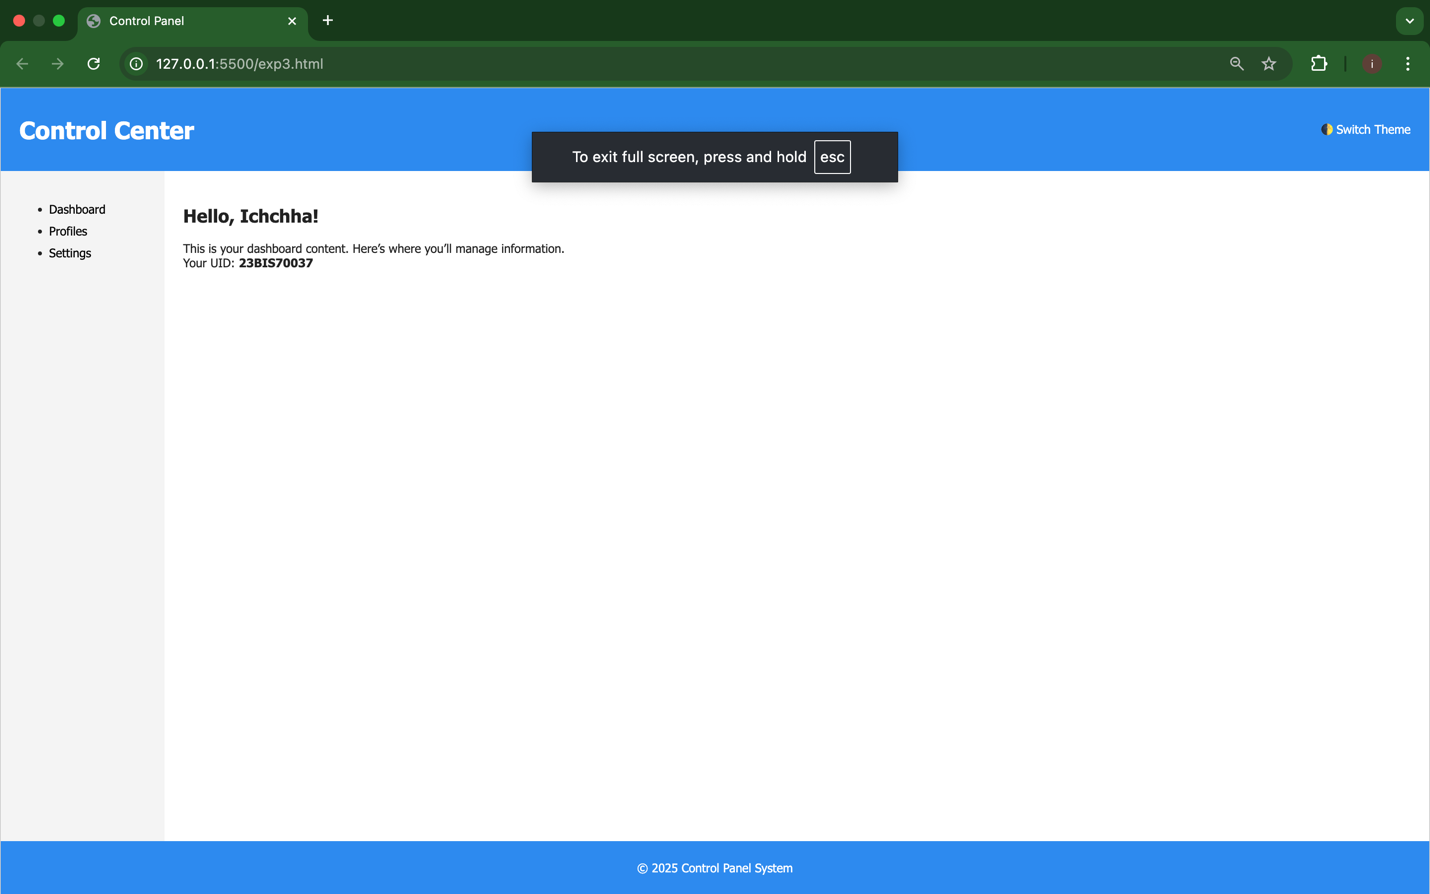 Control Panel
127.0.0.1:5500/exp3.html
i
Control Center
Switch Theme
To exit full screen, press and hold esc
Dashboard
Profiles
Settings
Hello, Ichchha!
This is your dashboard content. Here’s where you’ll manage information.
Your UID: 23BIS70037
© 2025 Control Panel System